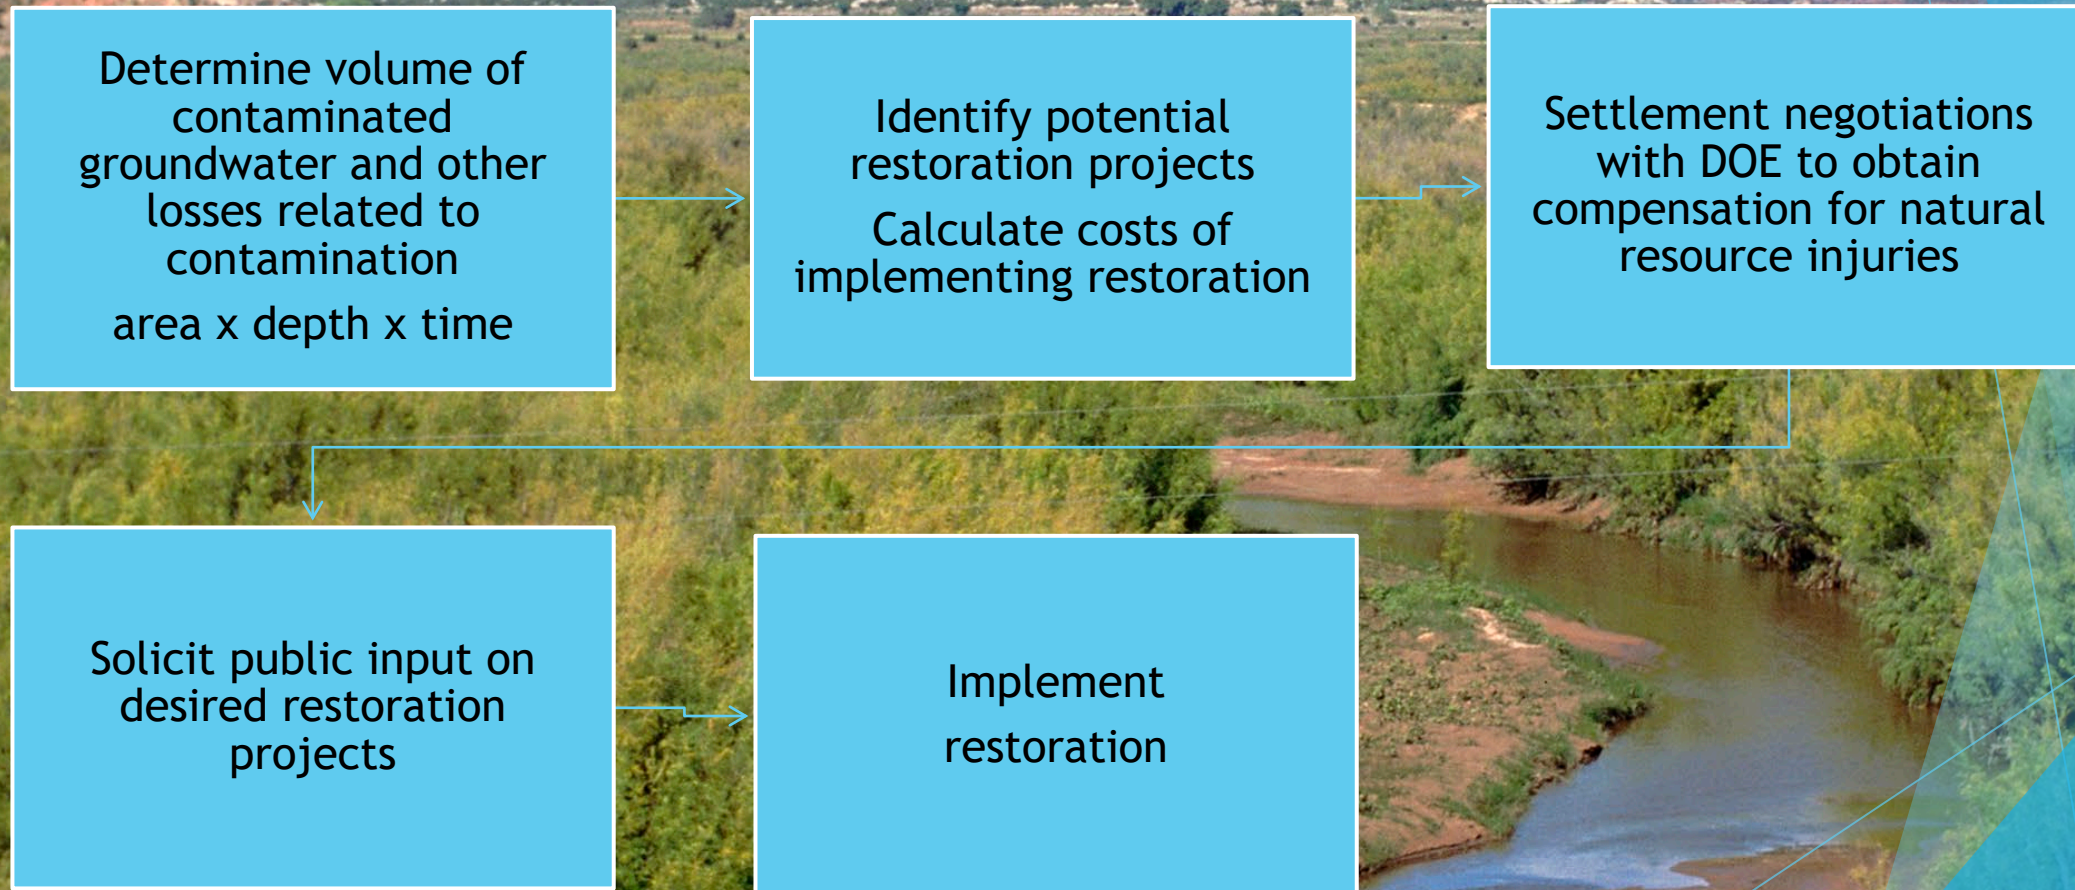 Determine volume of
contaminated
groundwater and other
losses related to
contamination
area x depth x time
Identify potential
restoration projects
Calculate costs of
implementing restoration
Settlement negotiations
with DOE to obtain
compensation for natural
resource injuries
Solicit public input on
desired restoration
projects
Implement
restoration